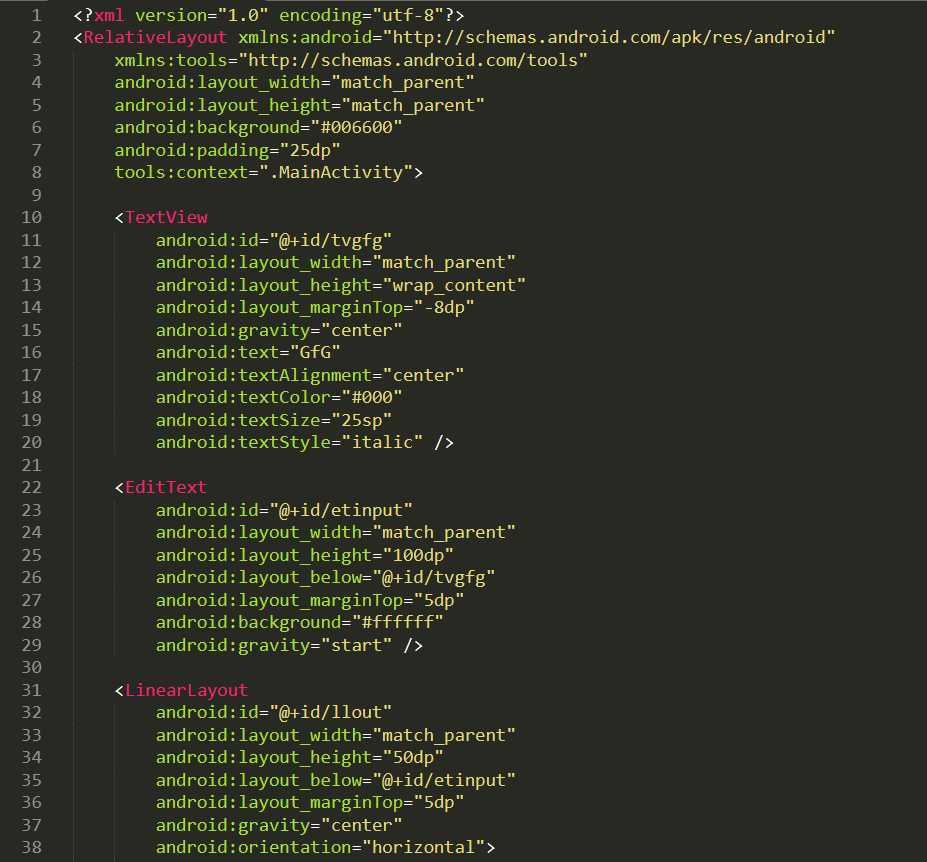 1 <?xml version="1.0" encoding="utf-8"?>
2 <RelativeLayout xmlns:android="http://schemas.android.com/apk/res/android"
3     xmlns:tools="http://schemas.android.com/tools"
4     android:layout_width="match_parent"
5     android:layout_height="match_parent"
6     android:background="#006600"
7     android:padding="25dp"
8     tools:context=".MainActivity">
9
10     <TextView
11         android:id="@+id/tvgfg"
12         android:layout_width="match_parent"
13         android:layout_height="wrap_content"
14         android:layout_marginTop="-8dp"
15         android:gravity="center"
16         android:text="GfG"
17         android:textAlignment="center"
18         android:textColor="#000"
19         android:textSize="25sp"
20         android:textStyle="italic" />
21
22     <EditText
23         android:id="@+id/etinput"
24         android:layout_width="match_parent"
25         android:layout_height="100dp"
26         android:layout_below="@+id/tvgfg"
27         android:layout_marginTop="5dp"
28         android:background="#ffffff"
29         android:gravity="start" />
30
31     <LinearLayout
32         android:id="@+id/llout"
33         android:layout_width="match_parent"
34         android:layout_height="50dp"
35         android:layout_below="@+id/etinput"
36         android:layout_marginTop="5dp"
37         android:gravity="center"
38         android:orientation="horizontal">